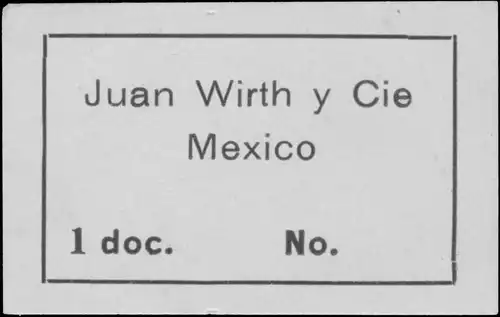 Juan Wirth y Cie
Mexico
1 doc. No.